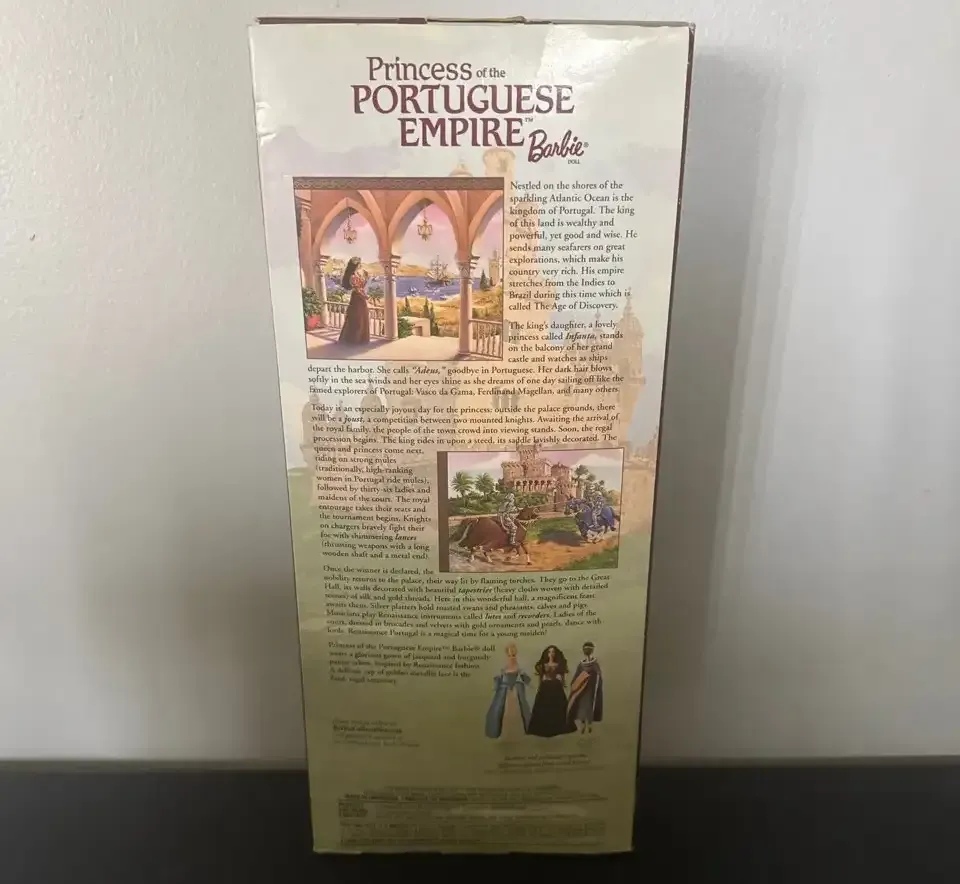 Princess of the
PORTUGUESE
EMPIRE™
Barbie®
DOLL
Nestled on the shores of the
sparkling Atlantic Ocean is the
kingdom of Portugal. The king
of this land is wealthy and
powerful, yet good and wise. He
sends many seafarers on great
explorations, which make his
country very rich. His empire
stretches from the Indies to
Brazil during this time which is
called The Age of Discovery.
The king's daughter, a lovely
princess called Infanta, stands
on the balcony of her grand
castle and watches as ships
depart the harbor. She calls "Adeus," goodbye in Portuguese. Her dark hair blows
softly in the sea winds and her eyes shine as she dreams of one day sailing off like the
famed explorers of Portugal: Vasco da Gama, Ferdinand Magellan, and many others.
Today is an especially joyous day for the princess: outside the palace grounds, there
will be a joust, a competition between two mounted knights. Awaiting the arrival of
the royal family, the people of the town crowd into viewing stands. Soon, the regal
procession begins. The king rides in upon a steed, its saddle lavishly decorated. The
queen and princess come next,
riding on strong mules
(traditionally, high-ranking
women in Portugal ride mules),
followed by thirty-six ladies and
maidens of the court. The royal
entourage takes their seats and
the tournament begins. Knights
on chargers bravely fight their
foe with shimmering lances
(thrusting weapons with a long
wooden shaft and a metal end).
Once the winner is declared, the
nobility returns to the palace, their way lit by flaming torches. They go to the Great
Hall, its walls decorated with beautiful tapestries (heavy cloths woven with detailed
scenes) of silk and gold threads. Here in this wonderful hall, a magnificent feast
awaits them. Silver platters hold roasted swans and pheasants, calves and pigs.
Musicians play Renaissance instruments called lutes and recorders. Ladies of the
court, dressed in brocades and velvets with gold ornaments and pearls, dance with
lords. Renaissance Portugal is a magical time for a young maiden!
Princess of the Portuguese Empire™ Barbie® doll
wears a glorious gown of jacquard and burgundy
inspired by Renaissance fashion.
A delicate cap of golden metallic lace is the
final, regal